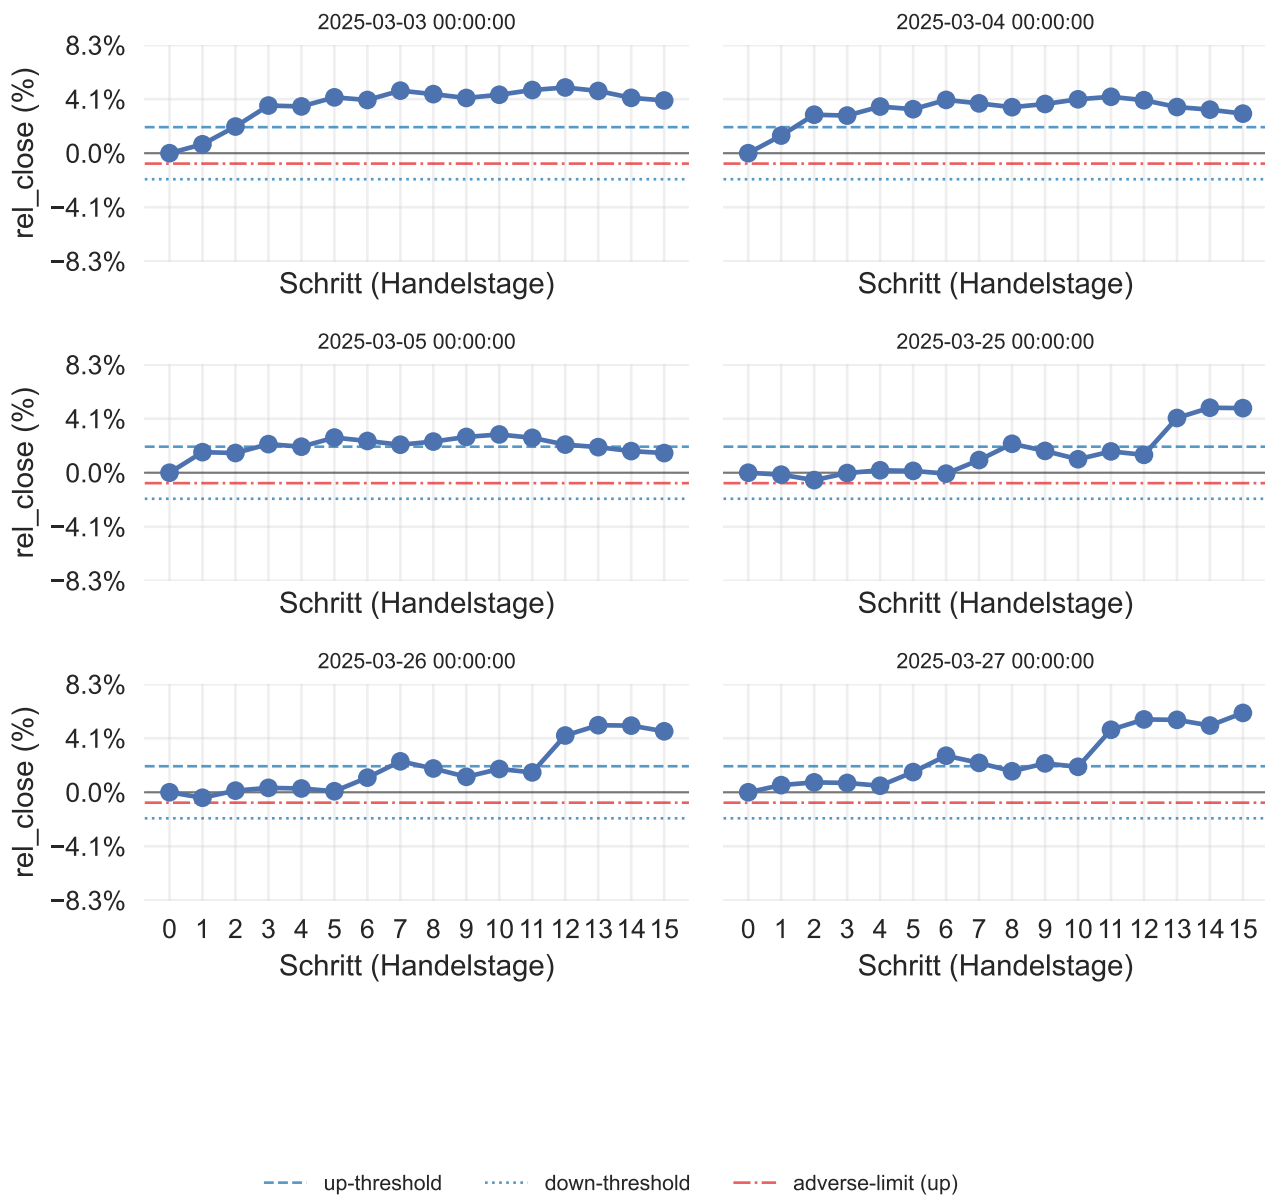 2025-03-03 00:00:00
2025-03-04 00:00:00
8.3%
4.1%
0.0%
−4.1%
−8.3%
rel_close (%)
Schritt (Handelstage)
Schritt (Handelstage)
2025-03-05 00:00:00
2025-03-25 00:00:00
8.3%
4.1%
0.0%
−4.1%
−8.3%
rel_close (%)
Schritt (Handelstage)
Schritt (Handelstage)
2025-03-26 00:00:00
2025-03-27 00:00:00
8.3%
4.1%
0.0%
−4.1%
−8.3%
rel_close (%)
0 1 2 3 4 5 6 7 8 9 10 11 12 13 14 15
0 1 2 3 4 5 6 7 8 9 10 11 12 13 14 15
Schritt (Handelstage)
Schritt (Handelstage)
up-threshold
down-threshold
adverse-limit (up)